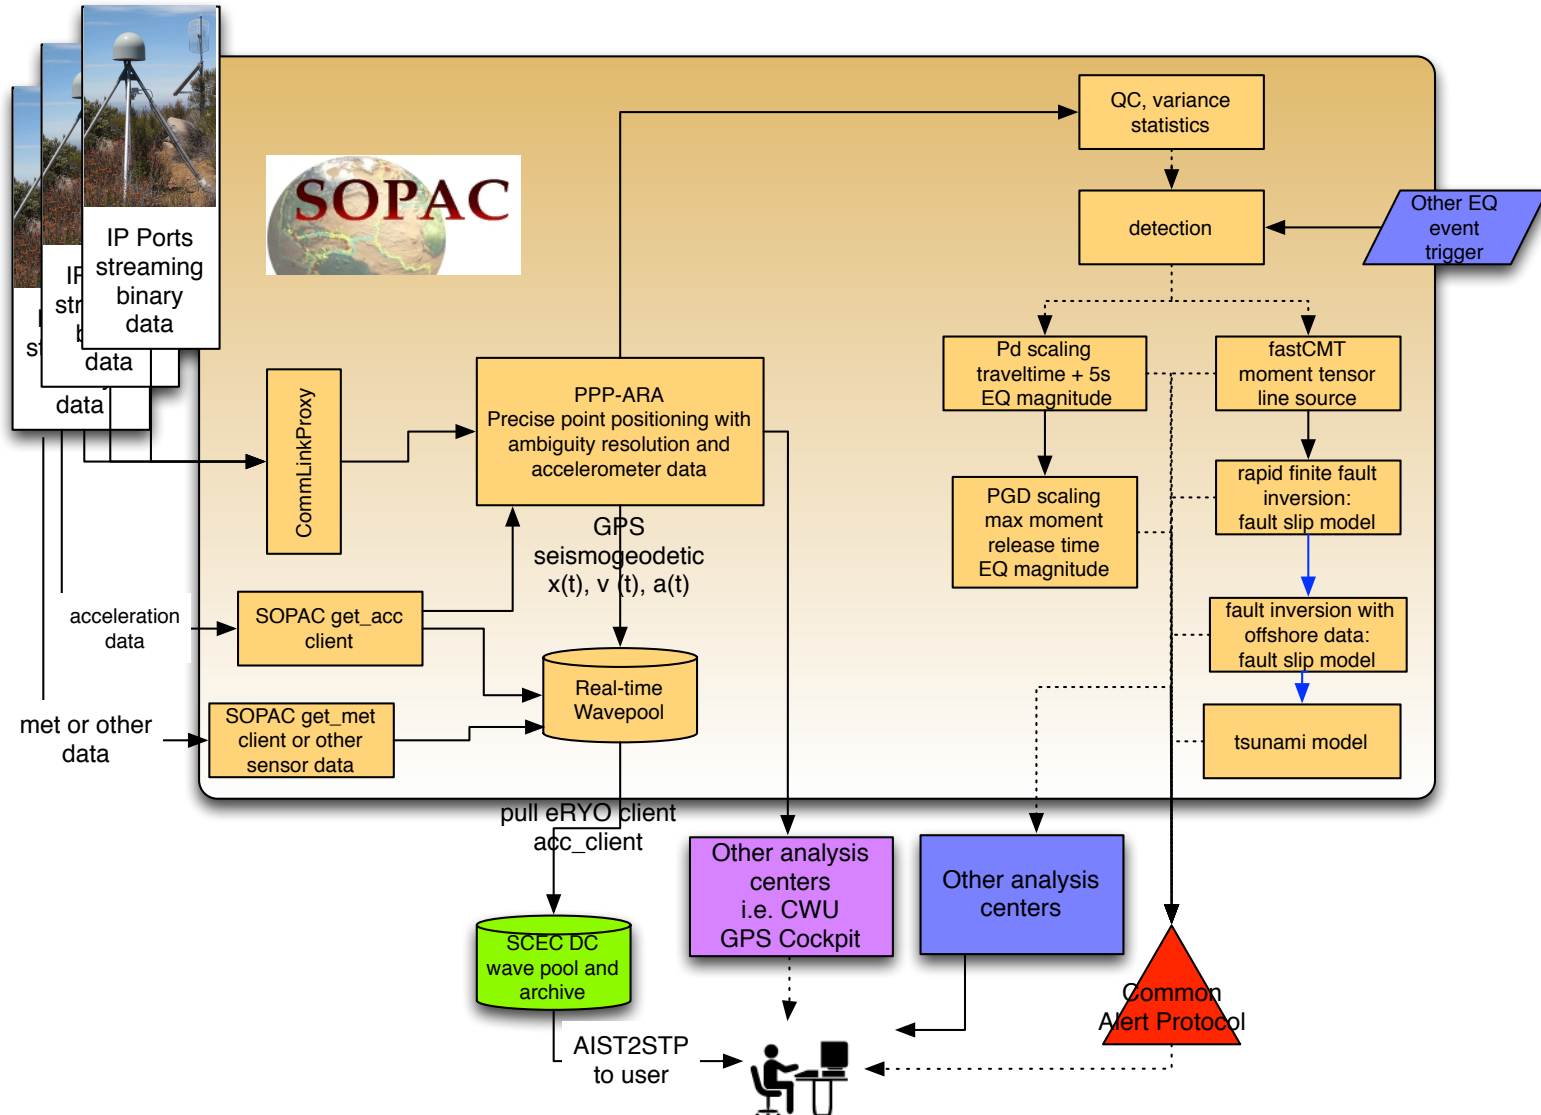 IP Ports
streaming
binary
data
data
data
SOPAC
QC, variance
statistics
detection
Other EQ
event
trigger
Pd scaling
traveltime + 5s
EQ magnitude
fastCMT
moment tensor
line source
PPP-ARA
Precise point positioning with
ambiguity resolution and
accelerometer data
CommLinkProxy
rapid finite fault
inversion:
fault slip model
PGD scaling
max moment
release time
EQ magnitude
GPS
seismogeodetic
x(t), v (t), a(t)
acceleration
data
SOPAC get_acc
client
fault inversion with
offshore data:
fault slip model
Real-time
Wavepool
met or other
data
SOPAC get_met
client or other
sensor data
tsunami model
pull eRYO client
acc_client
Other analysis
centers
i.e. CWU
GPS Cockpit
Other analysis
centers
SCEC DC
wave pool and
archive
Common
Alert Protocol
AIST2STP
to user